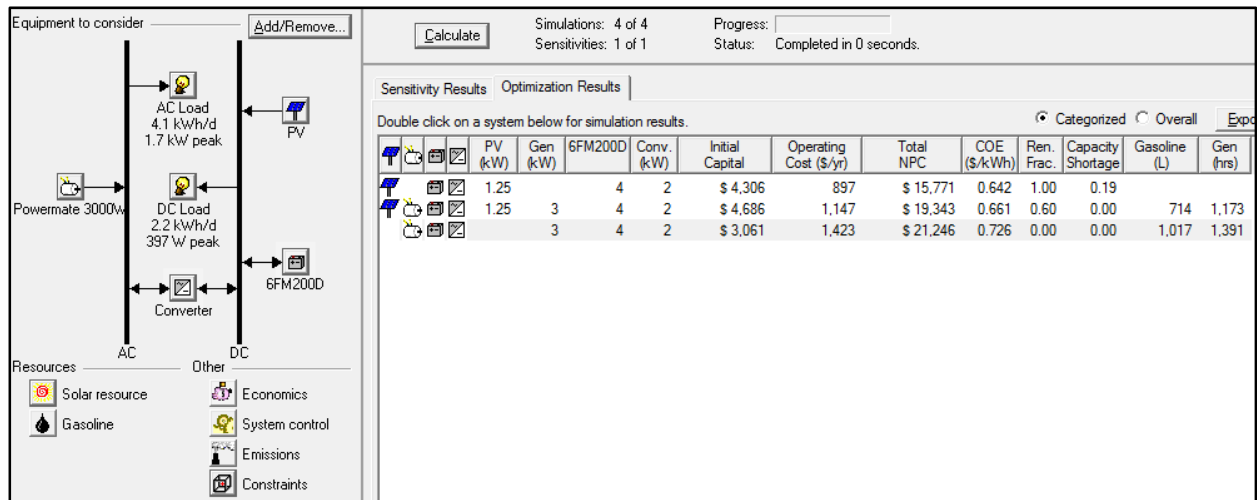 Equipment to consider Add/Remove...
AC Load
4.1 kWh/d
1.7 kW peak
PV
Powermate 3000W
DC Load
2.2 kWh/d
397 W peak
6FM200D
Converter
AC DC
Resources Other
Solar resource Economics
Gasoline System control
Emissions
Constraints
Calculate
Simulations: 4 of 4 Progress:
Sensitivities: 1 of 1 Status: Completed in 0 seconds.
Sensitivity Results Optimization Results
Double click on a system below for simulation results. Categorized Overall Expo
PV (kW) Gen (kW) 6FM200D Conv. (kW) Initial Capital Operating Cost ($/yr) Total NPC COE ($/kWh) Ren. Frac. Capacity Shortage Gasoline (L) Gen (hrs)
1.25 4 2 $ 4,306 897 $ 15,771 0.642 1.00 0.19
1.25 3 4 2 $ 4,686 1,147 $ 19,343 0.661 0.60 0.00 714 1,173
3 4 2 $ 3,061 1,423 $ 21,246 0.726 0.00 0.00 1,017 1,391